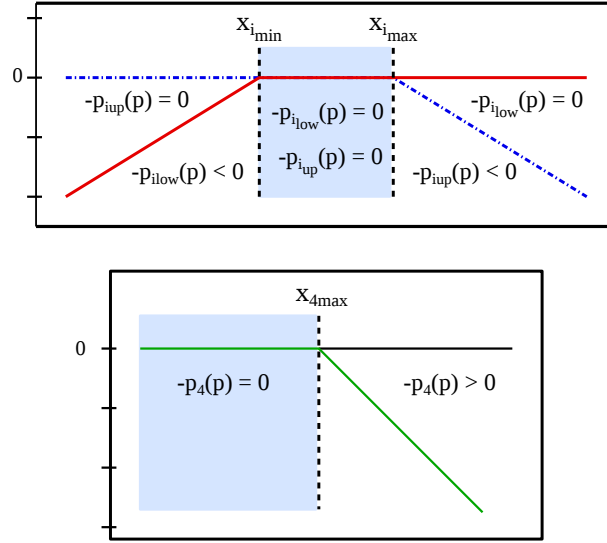 x_{i_{min}} x_{i_{max}}
0
-p_{iup}(p) = 0 -p_{i_{low}}(p) = 0 -p_{i_{low}}(p) = 0
-p_{ilow}(p) < 0 -p_{i_{up}}(p) = 0 -p_{iup}(p) < 0
x_{4max}
0
-p_4(p) = 0 -p_4(p) > 0